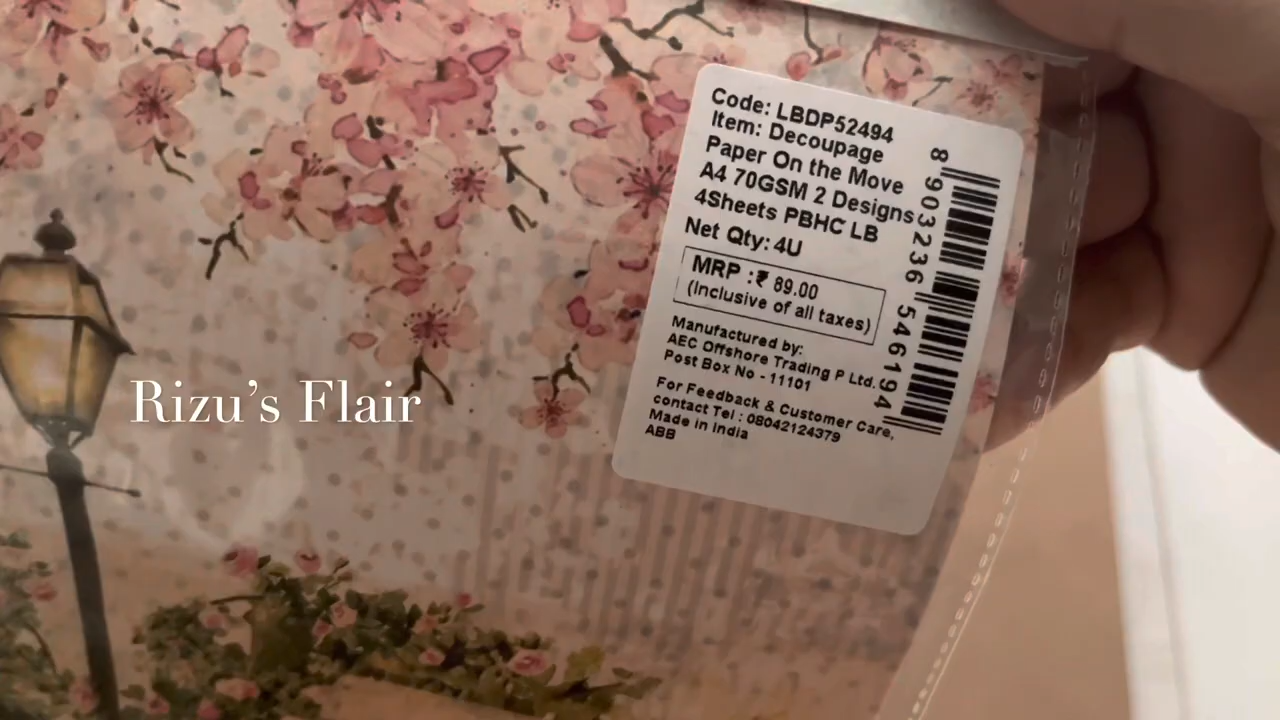 Code: LBDP52494
Item: Decoupage
Paper On the Move
A4 70GSM 2 Designs
4Sheets PBHC LB
Net Qty: 4U
MRP :₹ 89.00
(Inclusive of all taxes)
Manufactured by:
AEC Offshore Trading P Ltd.
Post Box No - 11101
For Feedback & Customer Care,
contact Tel : 08042124379
Made in India
ABB
8 903236 546194
Rizu's Flair